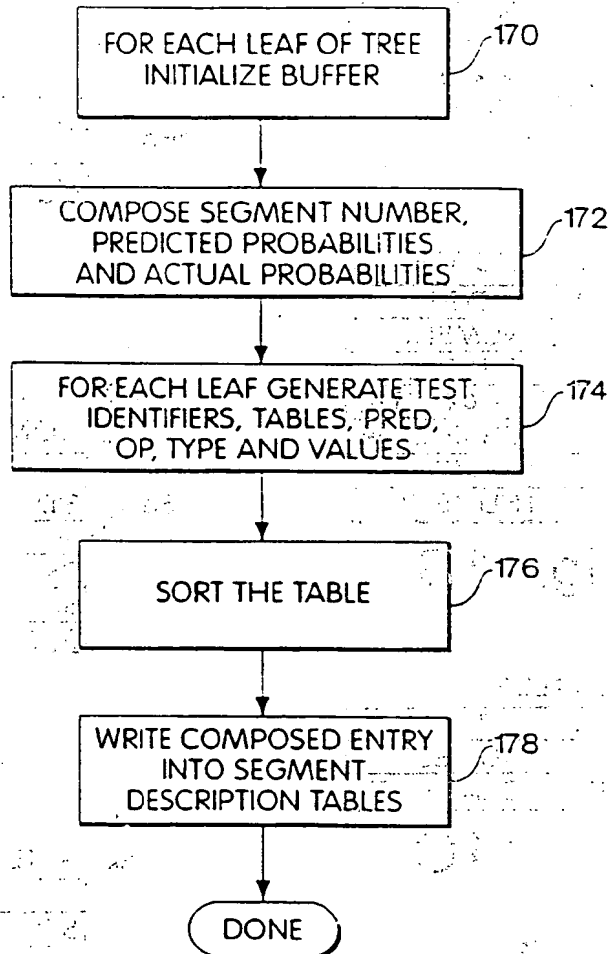 FOR EACH LEAF OF TREE
INITIALIZE BUFFER
170
COMPOSE SEGMENT NUMBER,
PREDICTED PROBABILITIES
AND ACTUAL PROBABILITIES
172
FOR EACH LEAF GENERATE TEST
IDENTIFIERS, TABLES, PRED,
OP, TYPE AND VALUES
174
SORT THE TABLE
176
WRITE COMPOSED ENTRY
INTO SEGMENT
DESCRIPTION TABLES
178
DONE